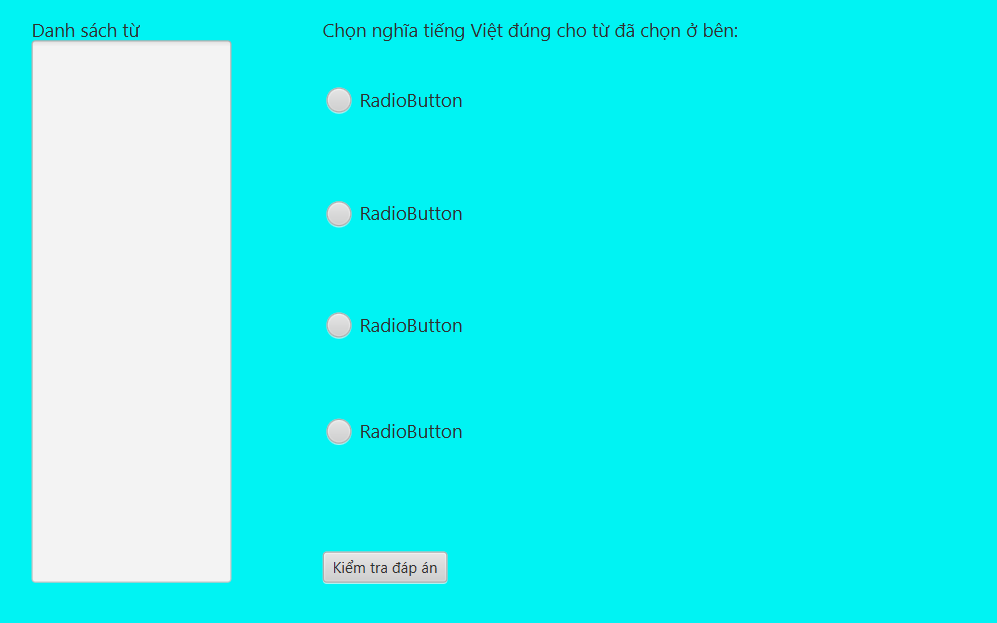 Danh sách từ
Chọn nghĩa tiếng Việt đúng cho từ đã chọn ở bên:
RadioButton
RadioButton
RadioButton
RadioButton
Kiểm tra đáp án